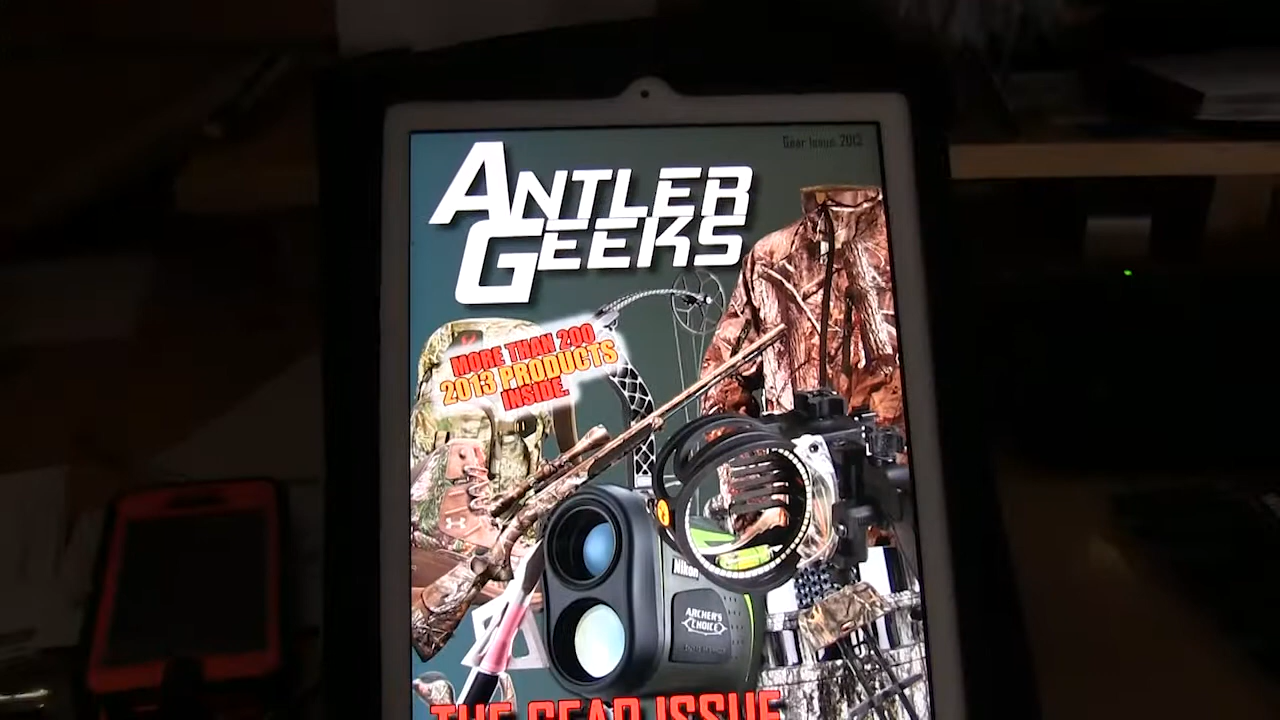 Gear Issue, 2013
ANTLER
GEEKS
MORE THAN 200
2013 PRODUCTS
INSIDE.
Nikon
ARCHER'S
CHOICE
THE GEAR ISSUE